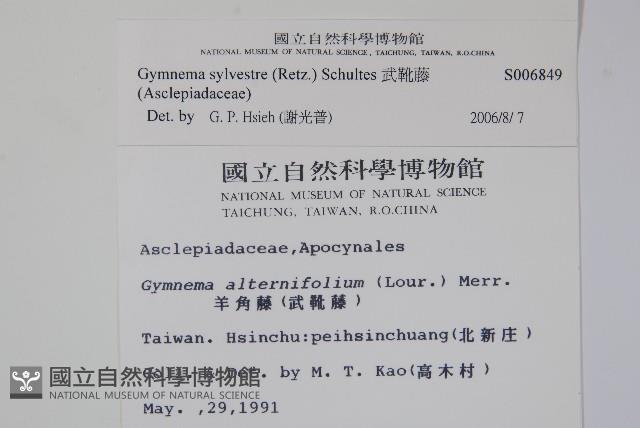 國立自然科學博物館
NATIONAL MUSEUM OF NATURAL SCIENCE, TAICHUNG, TAIWAN, R.O.CHINA
Gymnema sylvestre (Retz.) Schultes 武靴藤 S006849
(Asclepiadaceae)
Det. by G. P. Hsieh (謝光普) 2006/8/ 7
國立自然科學博物館
NATIONAL MUSEUM OF NATURAL SCIENCE
TAICHUNG, TAIWAN, R.O.CHINA
Asclepiadaceae,Apocynales
Gymnema alternifolium (Lour.) Merr.
羊角藤(武靴藤)
Taiwan. Hsinchu:peihsinchuang(北新庄)
by M. T. Kao(高木村)
國立自然科學博物館
NATIONAL MUSEUM OF NATURAL SCIENCE
May. ,29,1991